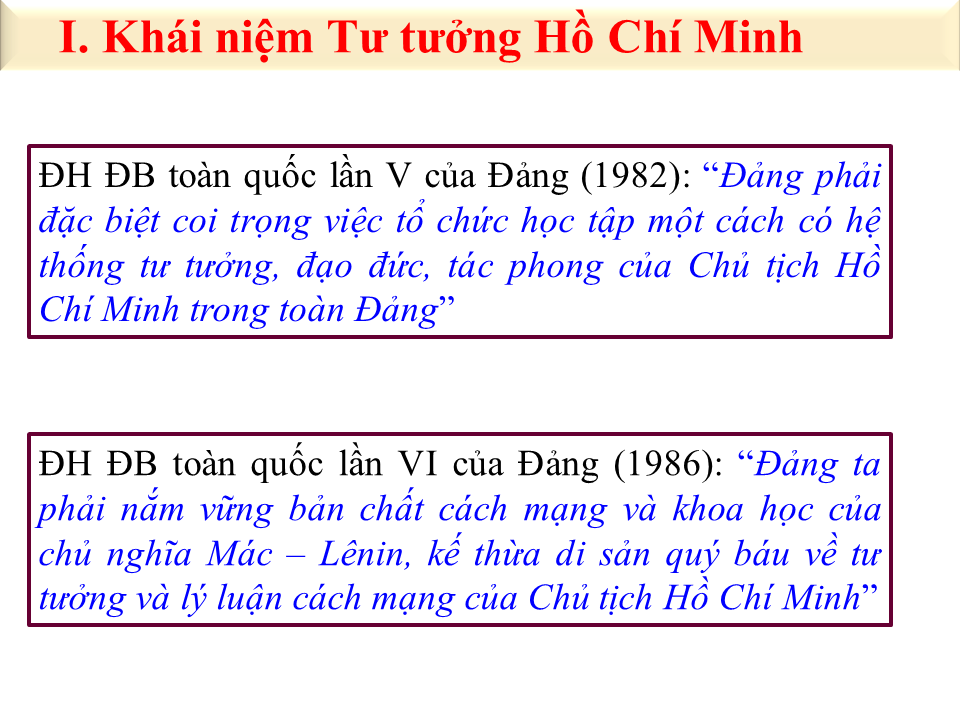 I. Khái niệm Tư tưởng Hồ Chí Minh
ĐH ĐB toàn quốc lần V của Đảng (1982): “Đảng phải
đặc biệt coi trọng việc tổ chức học tập một cách có hệ
thống tư tưởng, đạo đức, tác phong của Chủ tịch Hồ
Chí Minh trong toàn Đảng”
ĐH ĐB toàn quốc lần VI của Đảng (1986): “Đảng ta
phải nắm vững bản chất cách mạng và khoa học của
chủ nghĩa Mác – Lênin, kế thừa di sản quý báu về tư
tưởng và lý luận cách mạng của Chủ tịch Hồ Chí Minh”